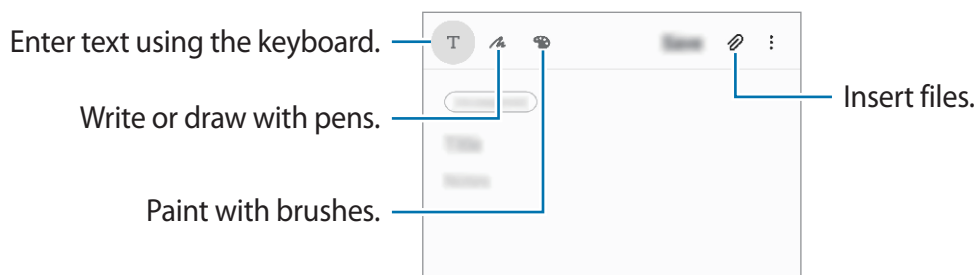 Enter text using the keyboard.
T
Write or draw with pens.
Insert files.
Paint with brushes.